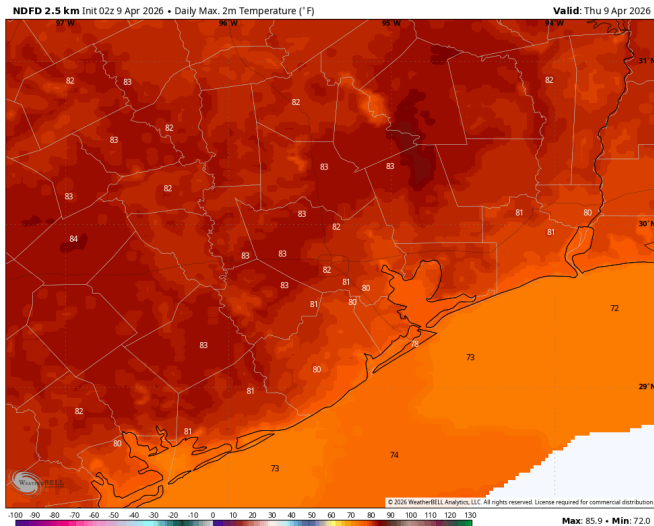 NDFD 2.5 km Init 02z 9 Apr 2026 • Daily Max. 2m Temperature (°F)
Valid: Thu 9 Apr 2026
97°W 96°W 95°W 94°W
31°N
82 83 82
82
82
83
83 83
82
83
83 81 80
82 81
30°N
84
83 83
82
83 81 80
81 80
72
83
73
78
80
29°N
81
82
81
80
74
73
WEATHERBELL
© 2026 WeatherBELL Analytics, LLC. All rights reserved. License required for commercial distribution.
-100 -90 -80 -70 -60 -50 -40 -30 -20 -10 0 10 20 30 40 50 60 70 80 90 100 110 120 130
Max: 85.9 • Min: 72.0